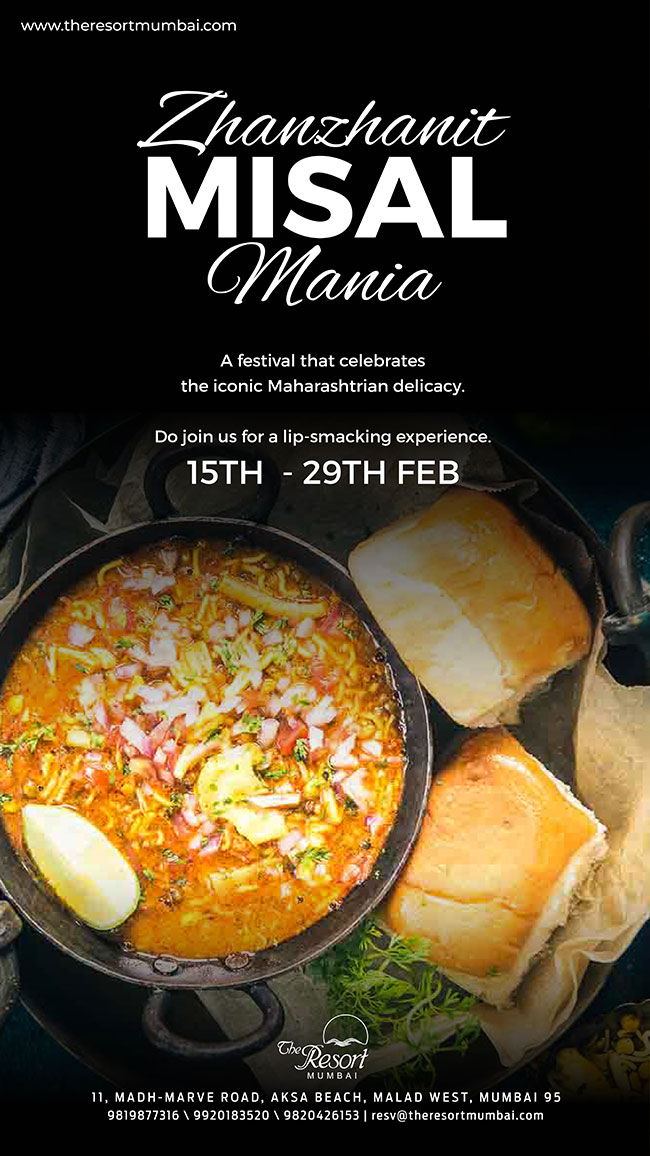 www.theresortmumbai.com
Zhanzhanit
MISAL
Mania
A festival that celebrates
the iconic Maharashtrian delicacy.
Do join us for a lip-smacking experience.
15TH - 29TH FEB
The Resort
MUMBAI
11, MADH-MARVE ROAD, AKSA BEACH, MALAD WEST, MUMBAI 95
9819877316 \ 9920183520 \ 9820426153 | resv@theresortmumbai.com